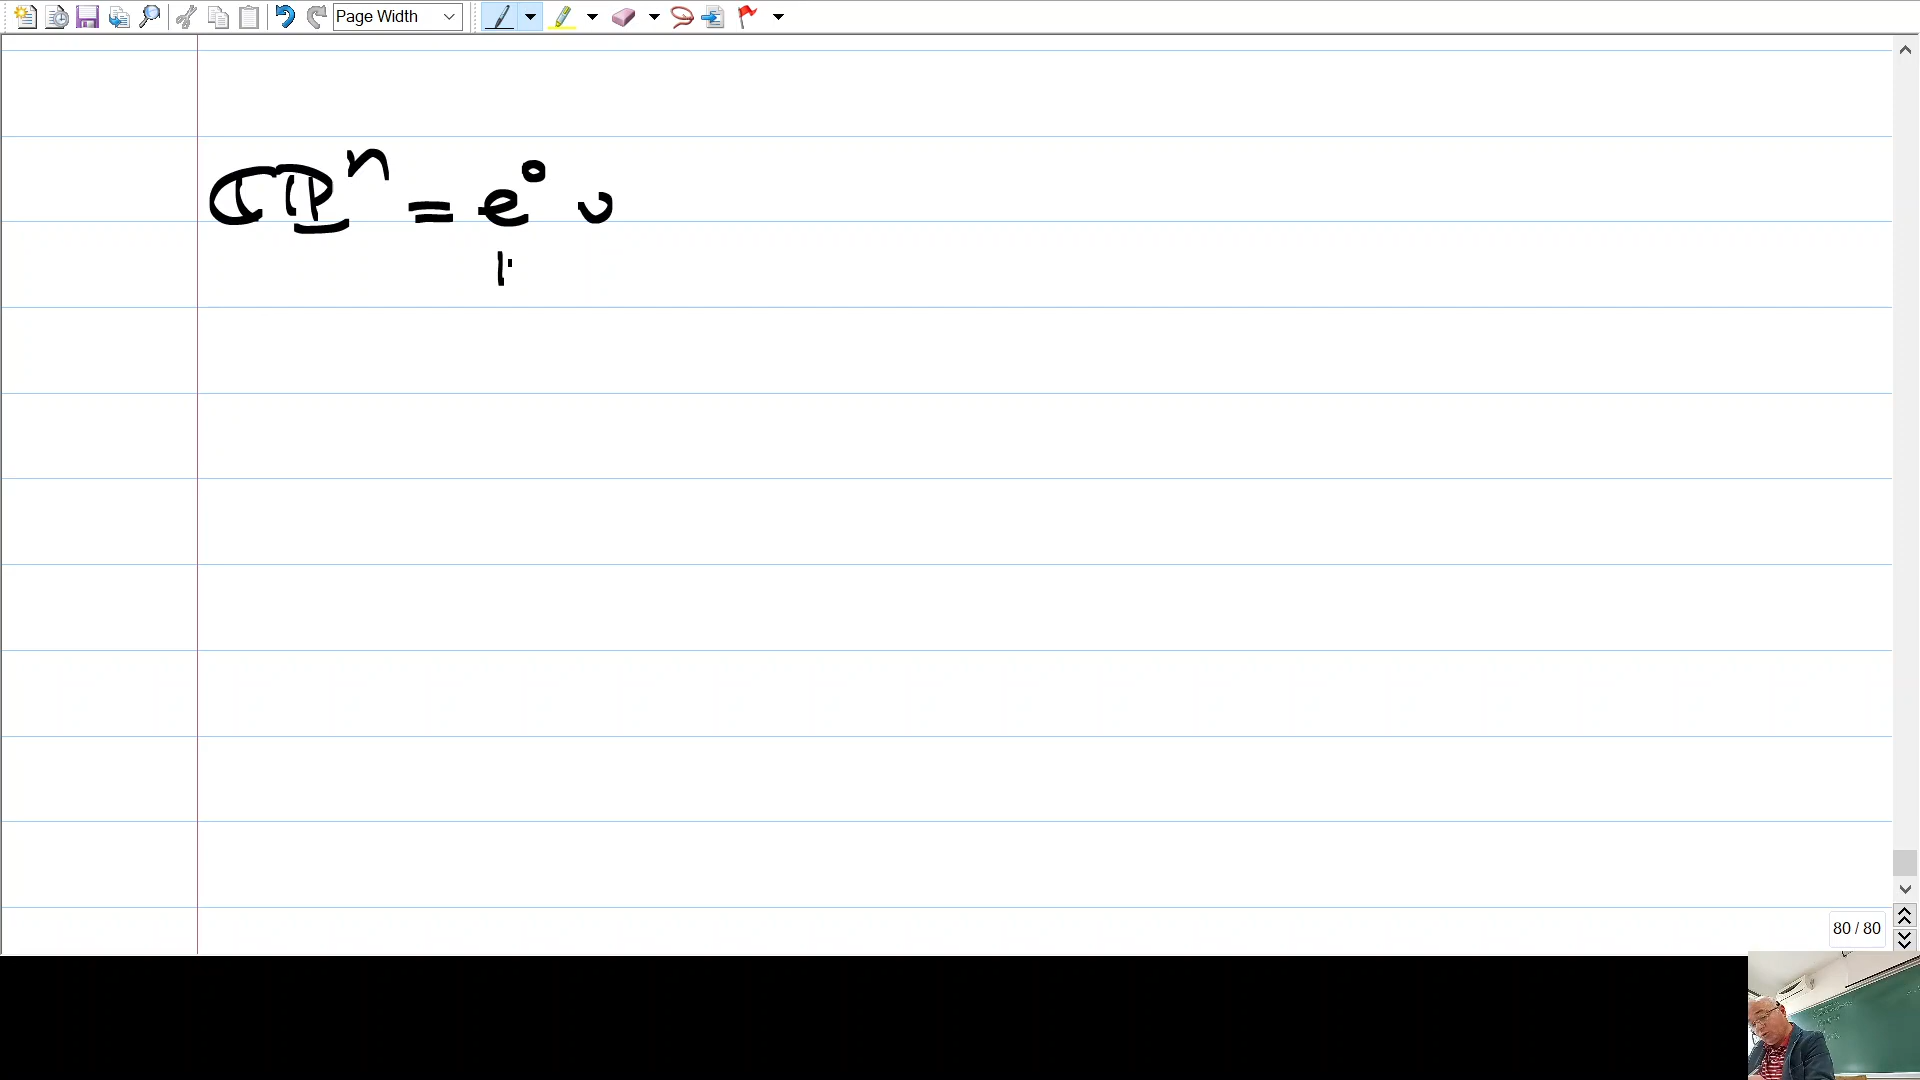 Page Width
ℂℙⁿ = e⁰ ∪
80 / 80